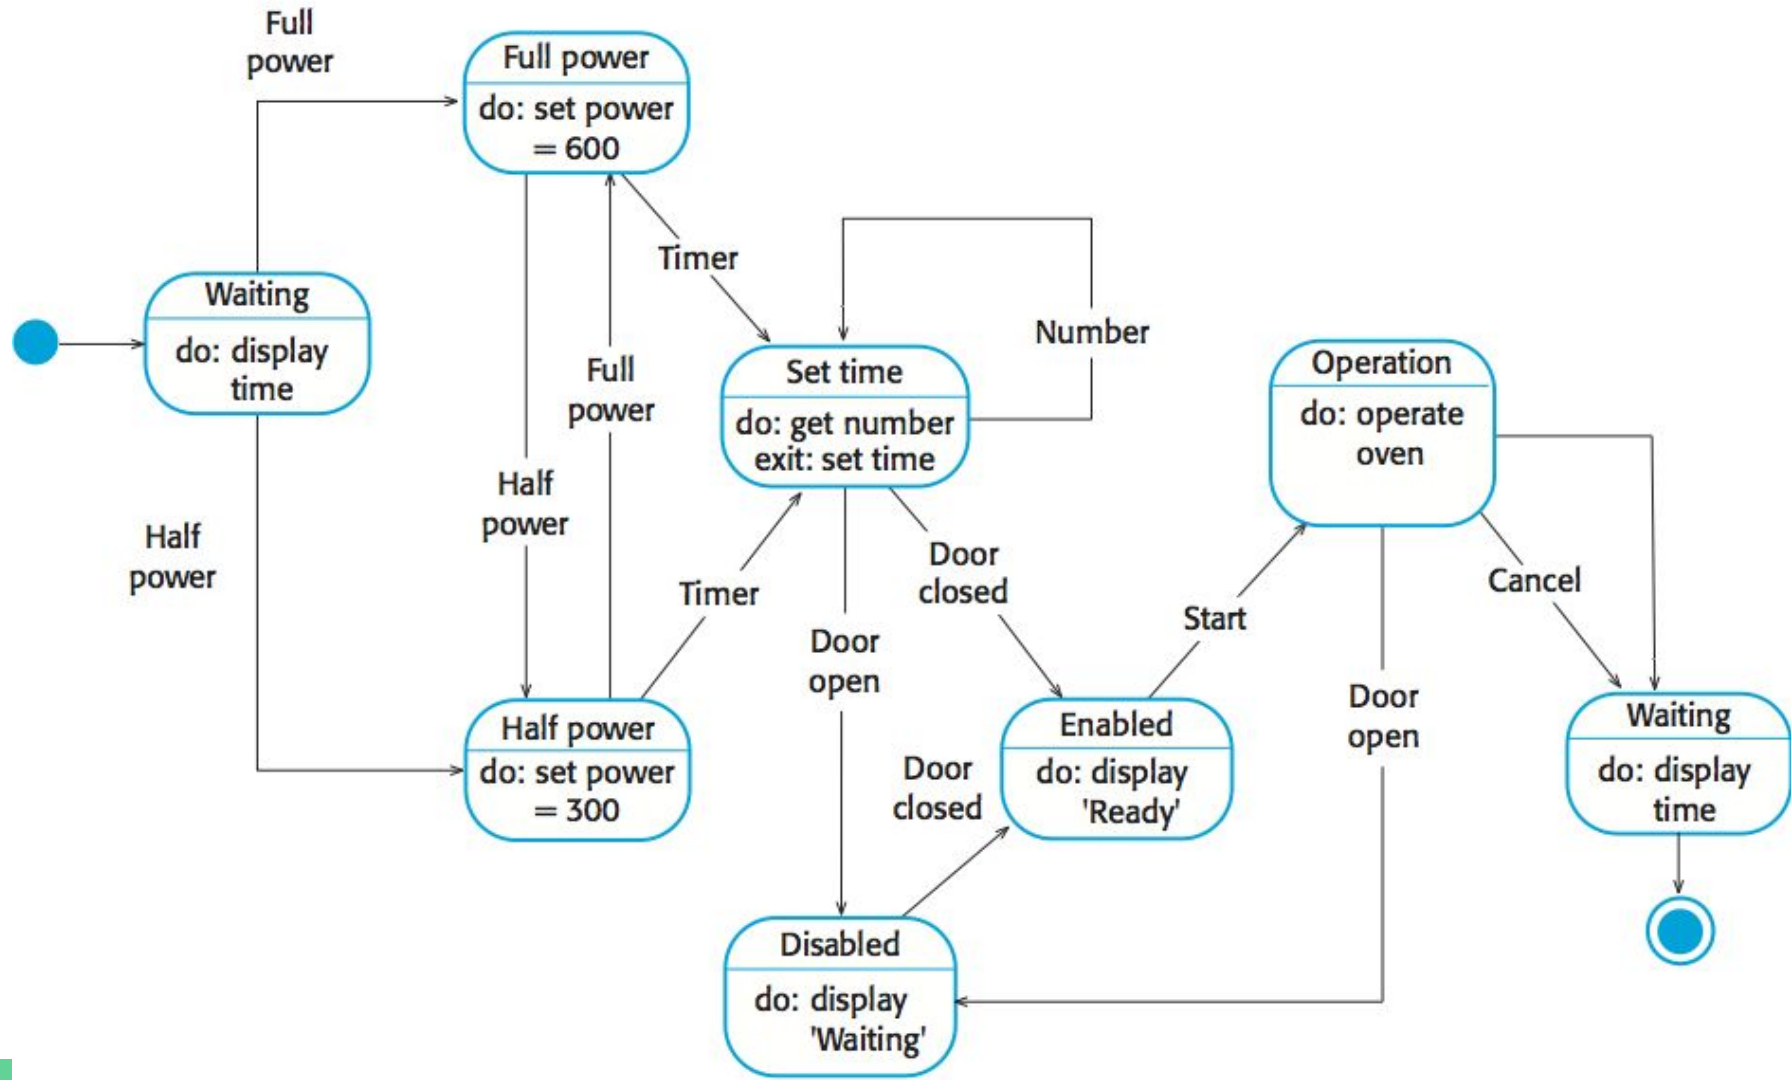 Full
power
Full power
do: set power
= 600
Timer
Waiting
do: display
time
Full
power
Half
power
Half
power
Timer
Half power
do: set power
= 300
Number
Set time
do: get number
exit: set time
Door
open
Door
closed
Operation
do: operate
oven
Start
Cancel
Door
open
Enabled
do: display
'Ready'
Door
closed
Disabled
do: display
'Waiting'
Waiting
do: display
time